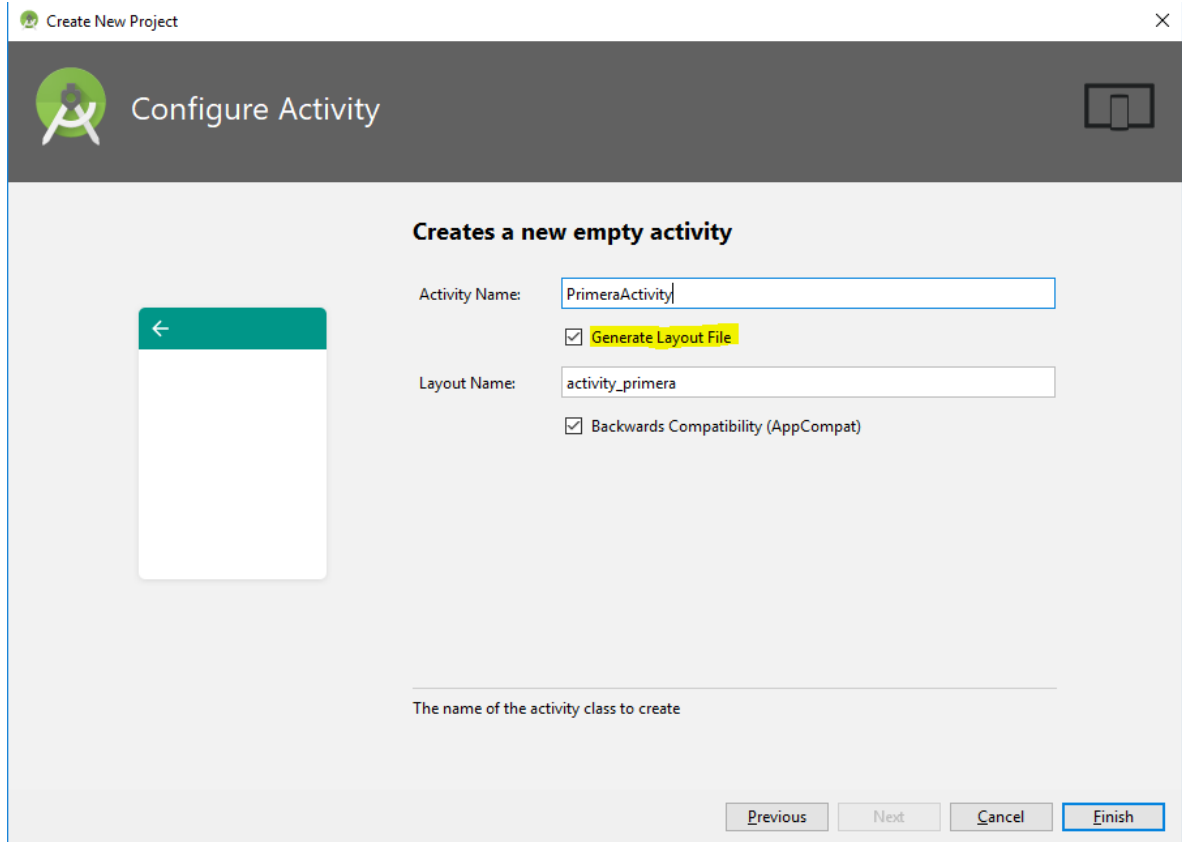 Create New Project
Configure Activity
Creates a new empty activity
Activity Name: PrimeraActivity
Generate Layout File
Layout Name: activity_primera
Backwards Compatibility (AppCompat)
The name of the activity class to create
Previous Next Cancel Finish